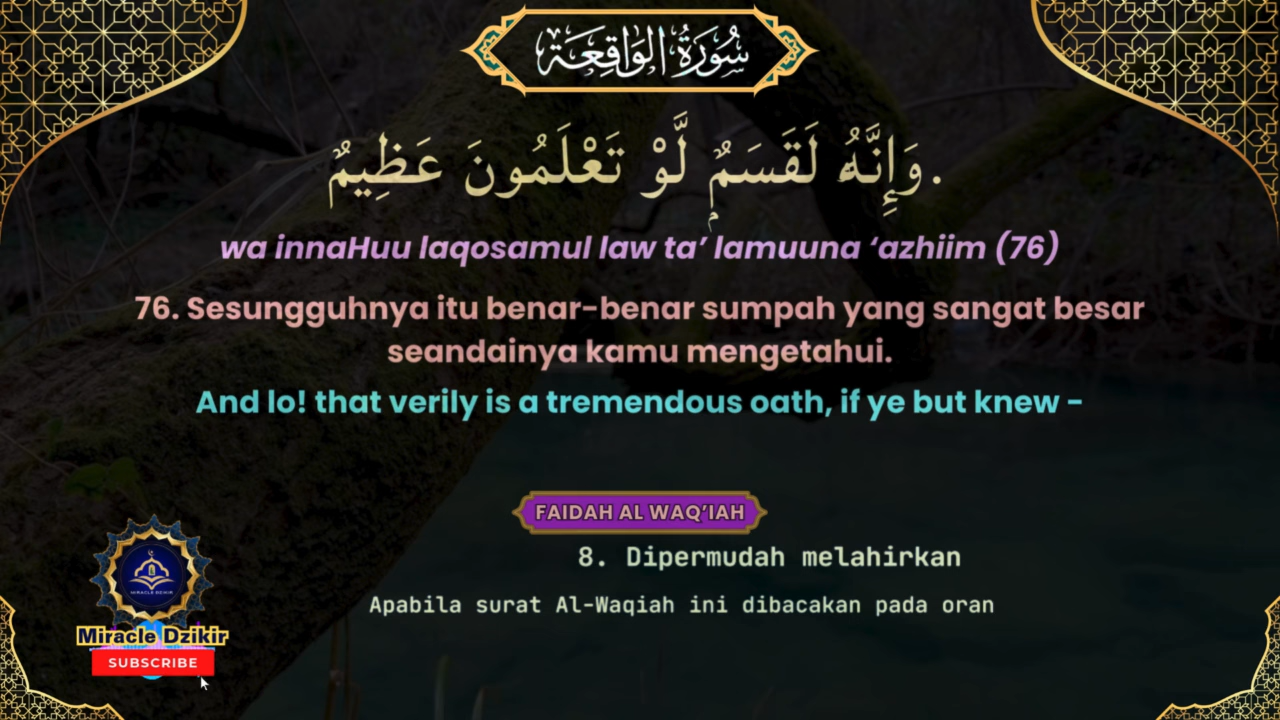 سُورَةُ الوَاقِعَة
وَإِنَّهُۥ لَقَسَمٌۭ لَّوْ تَعْلَمُونَ عَظِيمٌ.
wa innaHuu laqosamul law ta’ lamuuna ‘azhiim (76)
76. Sesungguhnya itu benar-benar sumpah yang sangat besar
seandainya kamu mengetahui.
And lo! that verily is a tremendous oath, if ye but knew -
FAIDAH AL WAQ’IAH
8. Dipermudah melahirkan
Apabila surat Al-Waqiah ini dibacakan pada oran
MIRACLE DZIKIR
Miracle Dzikir
SUBSCRIBE